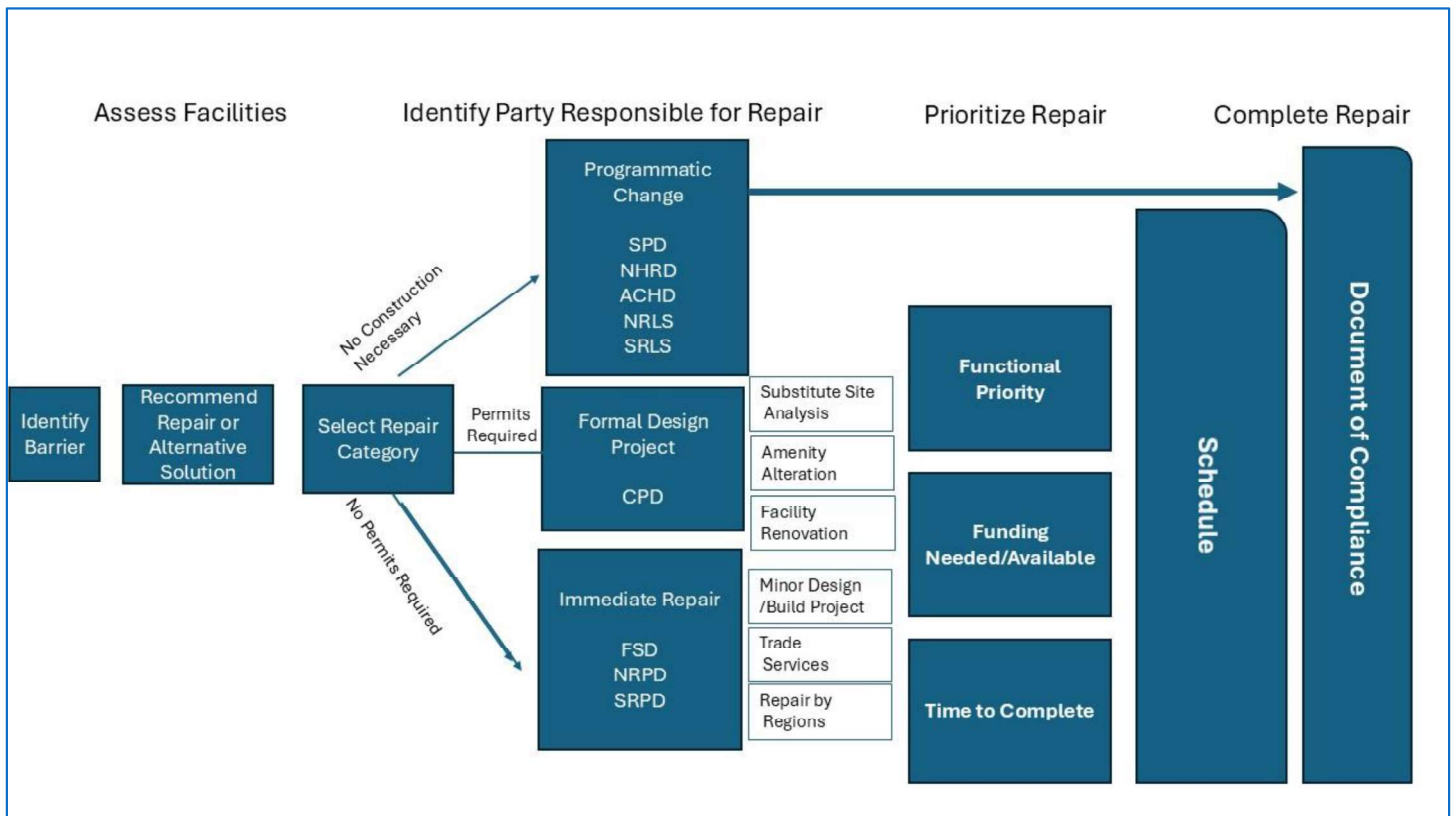 Assess Facilities
Identify Party Responsible for Repair
Prioritize Repair
Complete Repair
Identify
Barrier
Recommend
Repair or
Alternative
Solution
Select Repair
Category
No Construction
Necessary
Permits
Required
No Permits Required
Programmatic
Change
SPD
NHRD
ACHD
NRLS
SRLS
Formal Design
Project
CPD
Immediate Repair
FSD
NRPD
SRPD
Substitute Site
Analysis
Amenity
Alteration
Facility
Renovation
Minor Design
/Build Project
Trade
Services
Repair by
Regions
Functional
Priority
Funding
Needed/Available
Time to Complete
Schedule
Document of Compliance